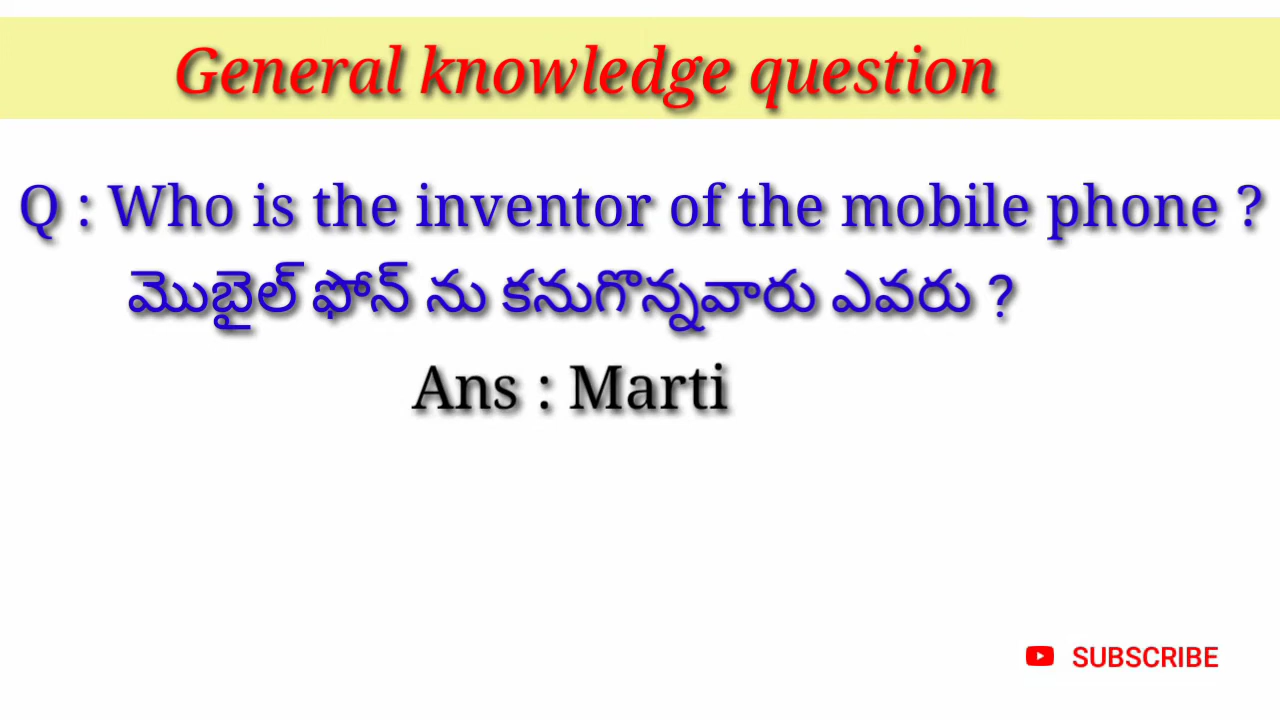 General knowledge question
Q : Who is the inventor of the mobile phone ?
మొబైల్ ఫోన్ ను కనుగొన్నవారు ఎవరు ?
Ans : Marti
SUBSCRIBE